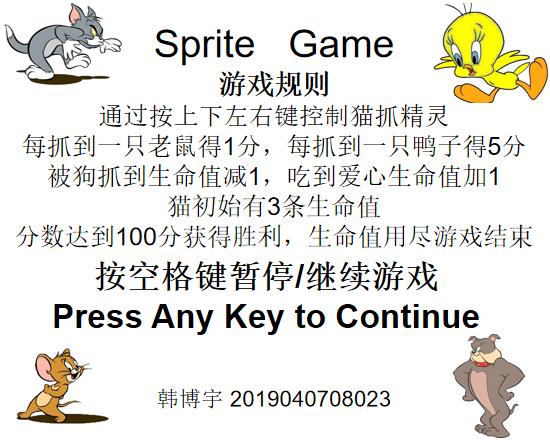 Sprite Game
游戏规则
通过按上下左右键控制猫抓精灵
每抓到一只老鼠得1分，每抓到一只鸭子得5分
被狗抓到生命值减1，吃到爱心生命值加1
猫初始有3条生命值
分数达到100分获得胜利，生命值用尽游戏结束
按空格键暂停/继续游戏
Press Any Key to Continue
韩博宇 2019040708023